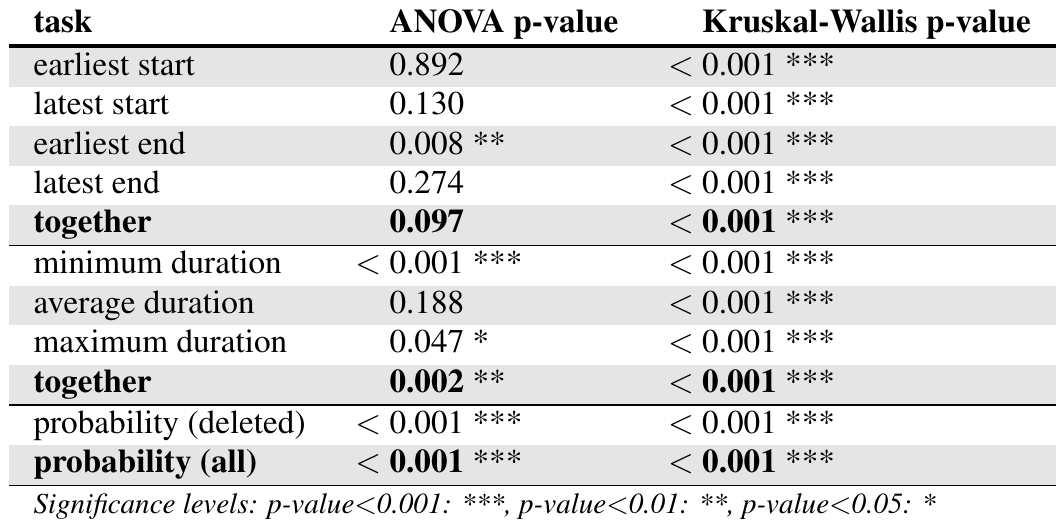 task ANOVA p-value Kruskal-Wallis p-value
earliest start 0.892 < 0.001 ***
latest start 0.130 < 0.001 ***
earliest end 0.008 ** < 0.001 ***
latest end 0.274 < 0.001 ***
together 0.097 < 0.001 ***
minimum duration < 0.001 *** < 0.001 ***
average duration 0.188 < 0.001 ***
maximum duration 0.047 * < 0.001 ***
together 0.002 ** < 0.001 ***
probability (deleted) < 0.001 *** < 0.001 ***
probability (all) < 0.001 *** < 0.001 ***
Significance levels: p-value<0.001: ***, p-value<0.01: **, p-value<0.05: *